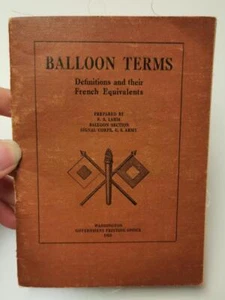 BALLOON TERMS
Definitions and their
French Equivalents
PREPARED BY
BALLOON SECTION
SIGNAL CORPS, U. S. ARMY
WASHINGTON
GOVERNMENT PRINTING OFFICE